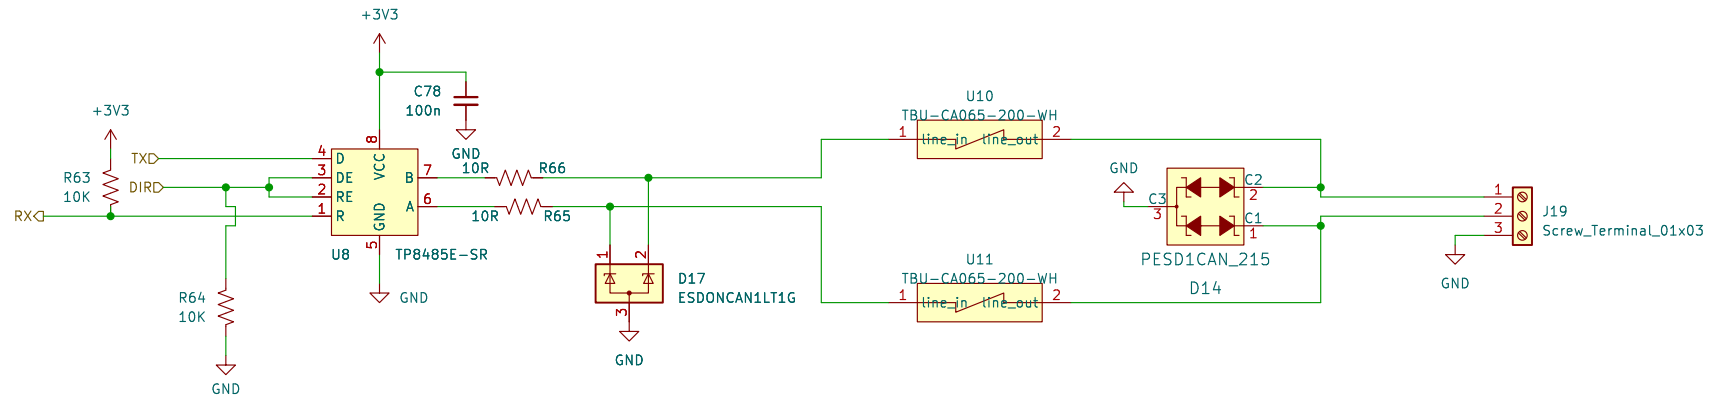 +3V3
+3V3
C78
100n
GND
R63
10K
TX
DIR
RX
4
3
2
1
D
DE
RE
R
8
VCC
GND
5
B
A
7
6
U8
TP8485E-SR
GND
10R
R66
10R
R65
R64
10K
GND
1
2
3
D17
ESDONCAN1LT1G
GND
U10
TBU-CA065-200-WH
1
line_in
line_out
2
U11
TBU-CA065-200-WH
1
line_in
line_out
2
GND
C3
3
C2
2
C1
1
PESD1CAN_215
D14
1
2
3
J19
Screw_Terminal_01x03
GND